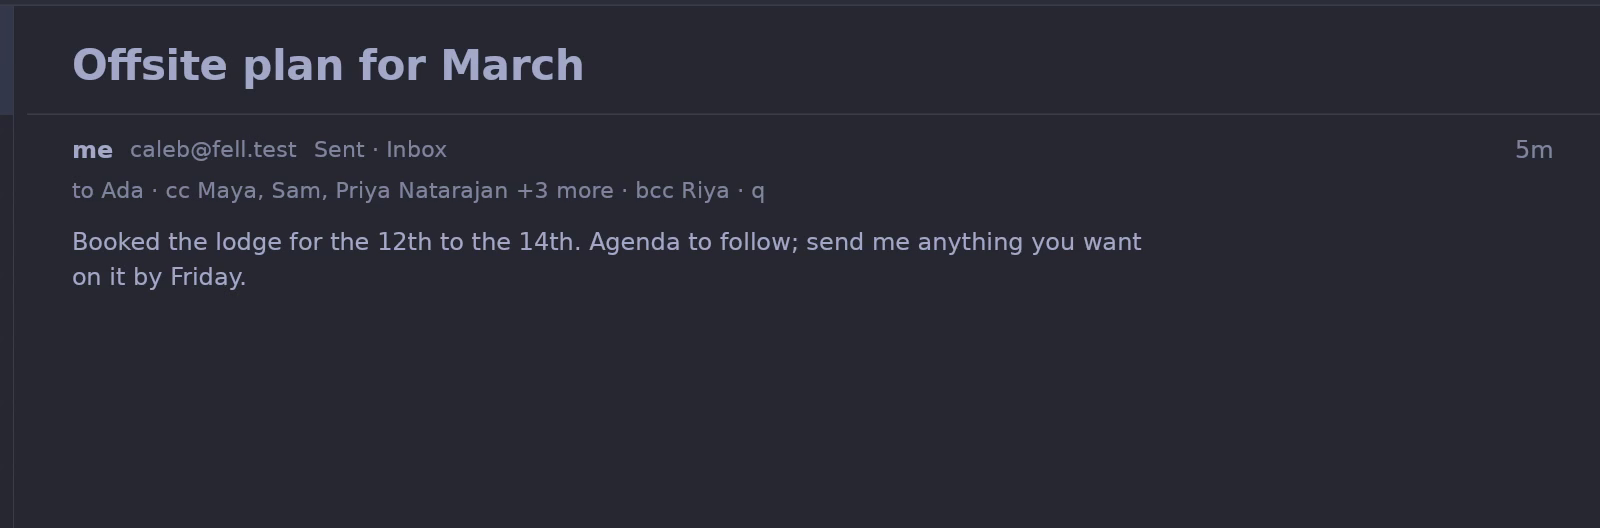 Offsite plan for March
me caleb@fell.test Sent · Inbox 5m
to Ada · cc Maya, Sam, Priya Natarajan +3 more · bcc Riya · q
Booked the lodge for the 12th to the 14th. Agenda to follow; send me anything you want
on it by Friday.